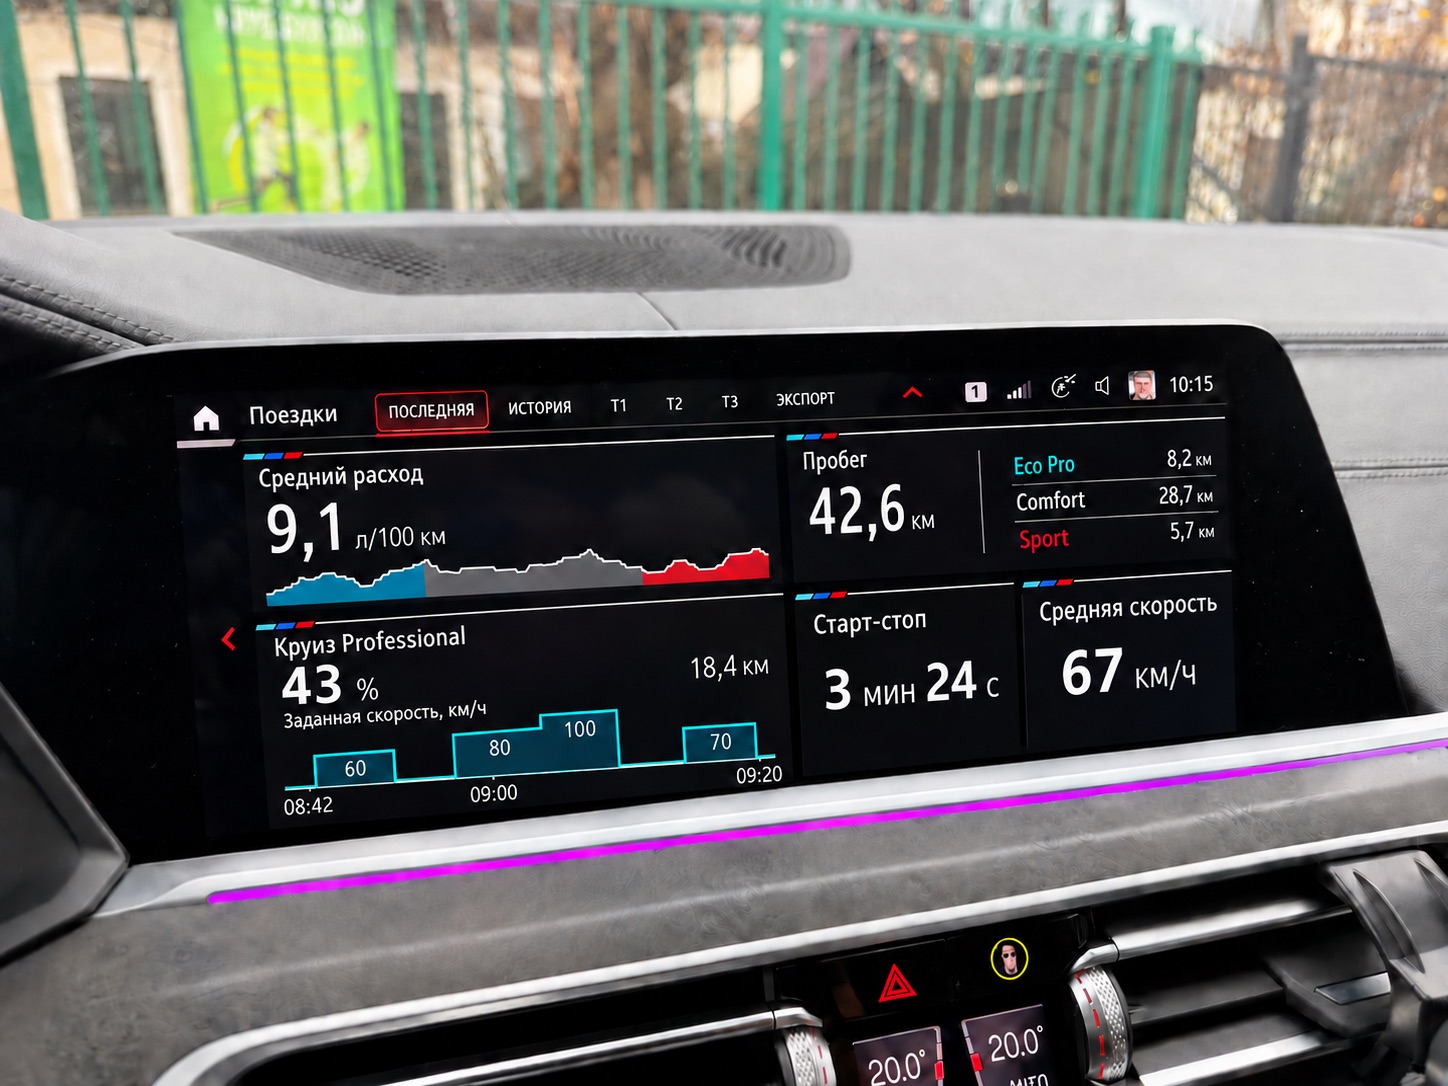 Поездки ПОСЛЕДНЯЯ ИСТОРИЯ T1 T2 T3 ЭКСПОРТ 1 10:15
Средний расход
9,1 л/100 км
Пробег
42,6 км
Eco Pro 8,2 км
Comfort 28,7 км
Sport 5,7 км
Круиз Professional
43 % 18,4 км
Заданная скорость, км/ч
60 80 100 70
08:42 09:00 09:20
Старт-стоп
3 мин 24 с
Средняя скорость
67 км/ч
20.0° 20.0°